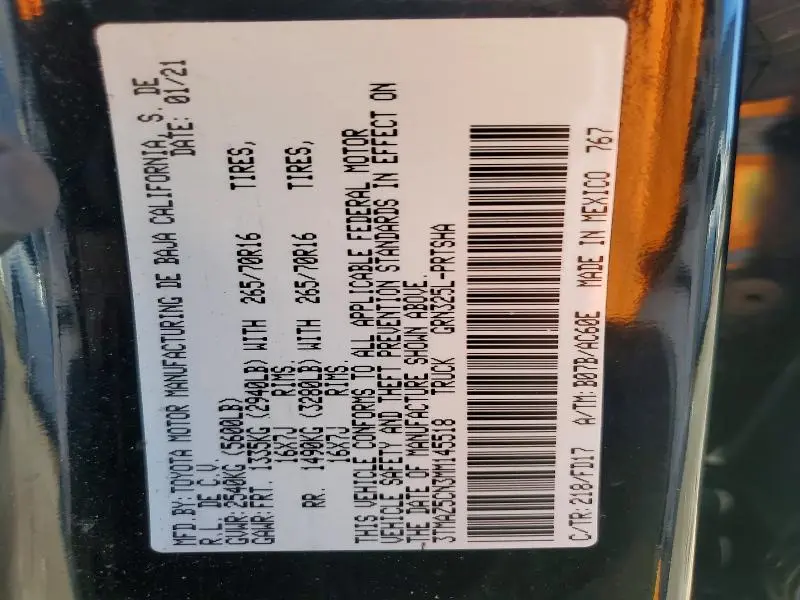 MFD. BY: TOYOTA MOTOR MANUFACTURING DE BAJA CALIFORNIA, S. DE
R.L. DE C.V. DATE: 01/21
GVWR: 2540KG (5600LB)
GAWR: FRT. 1335KG (2940LB) WITH 265/70R16 TIRES,
16X7J RIMS,
RR. 1490KG (3280LB) WITH 265/70R16 TIRES,
16X7J RIMS.
THIS VEHICLE CONFORMS TO ALL APPLICABLE FEDERAL MOTOR
VEHICLE SAFETY AND THEFT PREVENTION STANDARDS IN EFFECT ON
THE DATE OF MANUFACTURE SHOWN ABOVE.
3TMAZ5CN3MM145518 TRUCK GRN325L-PRTSHA
C/TR: 218/FD17 A/TM: B07B/AC60E MADE IN MEXICO 767